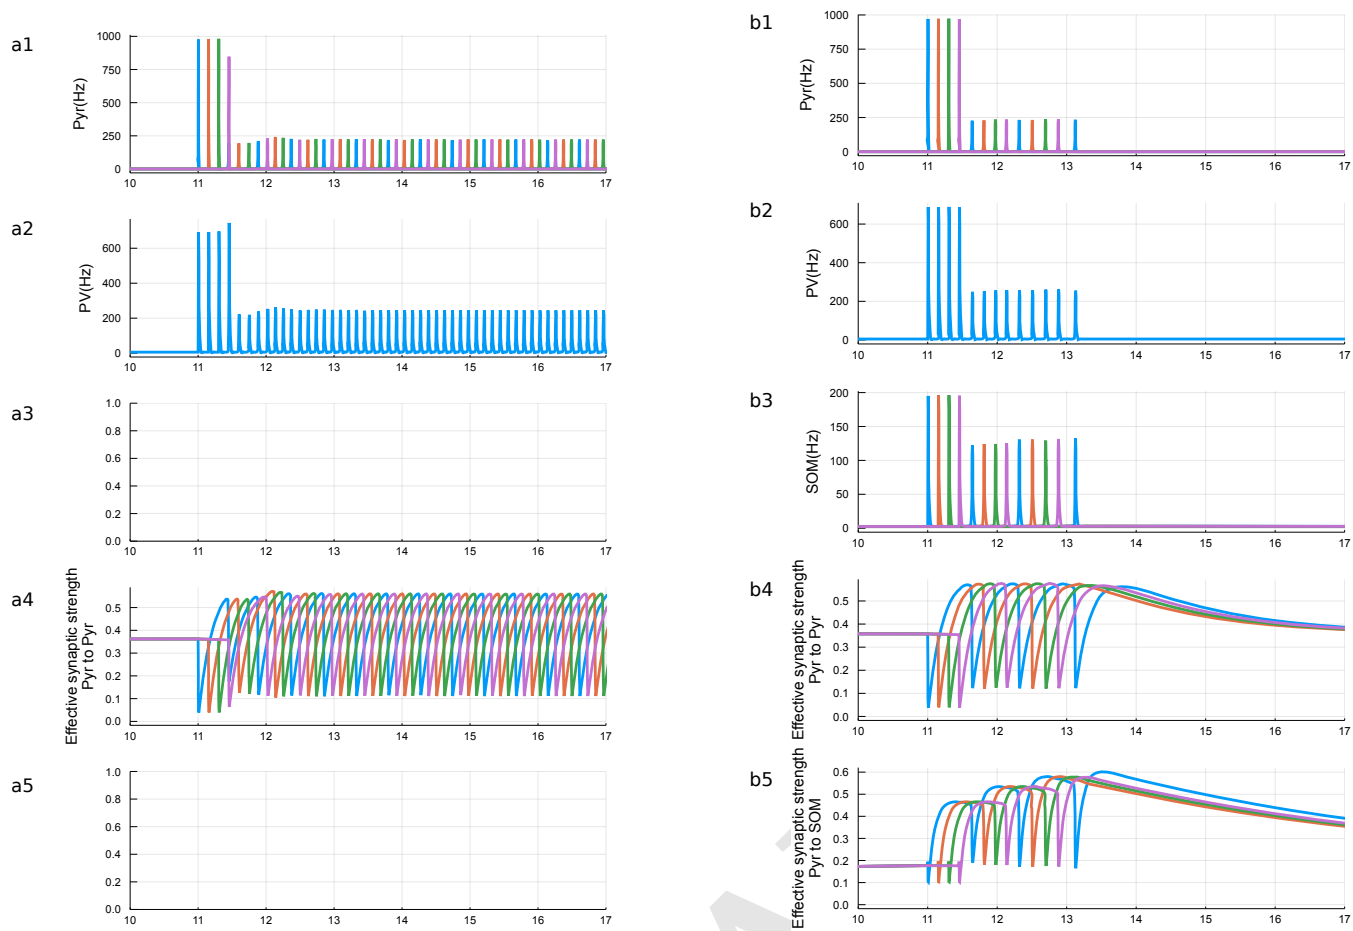 a1
Pyr(Hz)
1000
750
500
250
0
10 11 12 13 14 15 16 17
a2
PV(Hz)
600
400
200
0
10 11 12 13 14 15 16 17
a3
1.0
0.8
0.6
0.4
0.2
0.0
10 11 12 13 14 15 16 17
a4
Effective synaptic strength
Pyr to Pyr
0.5
0.4
0.3
0.2
0.1
0.0
10 11 12 13 14 15 16 17
a5
1.0
0.8
0.6
0.4
0.2
0.0
10 11 12 13 14 15 16 17
b1
Pyr(Hz)
1000
750
500
250
0
10 11 12 13 14 15 16 17
b2
PV(Hz)
600
400
200
0
10 11 12 13 14 15 16 17
b3
SOM(Hz)
200
150
100
50
0
10 11 12 13 14 15 16 17
b4
Effective synaptic strength
Pyr to Pyr
0.5
0.4
0.3
0.2
0.1
0.0
10 11 12 13 14 15 16 17
b5
Effective synaptic strength
Pyr to SOM
0.6
0.5
0.4
0.3
0.2
0.1
0.0
10 11 12 13 14 15 16 17